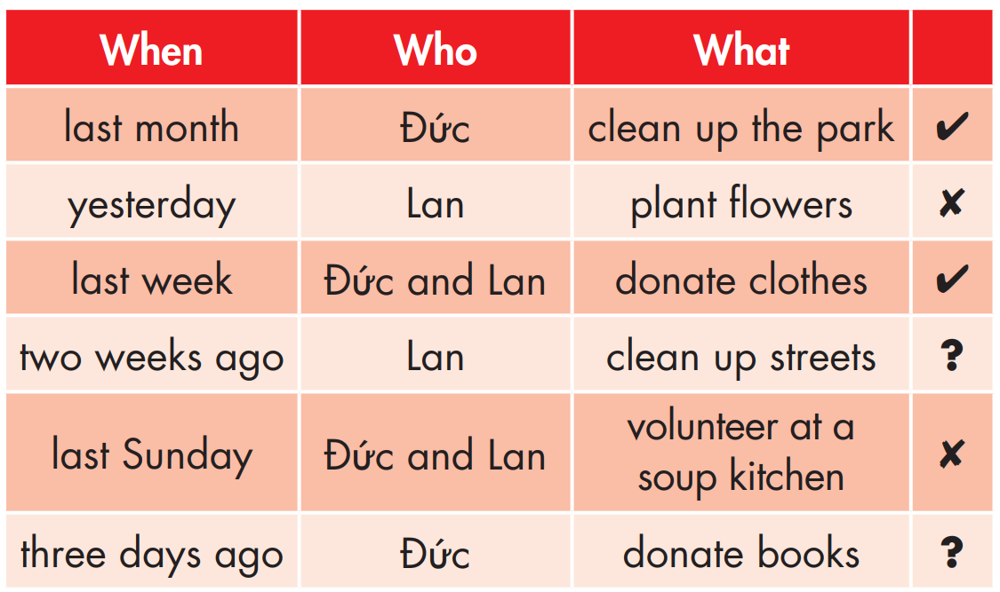 When Who What
last month Đức clean up the park ✔
yesterday Lan plant flowers ✘
last week Đức and Lan donate clothes ✔
two weeks ago Lan clean up streets ?
last Sunday Đức and Lan volunteer at a
soup kitchen ✘
three days ago Đức donate books ?